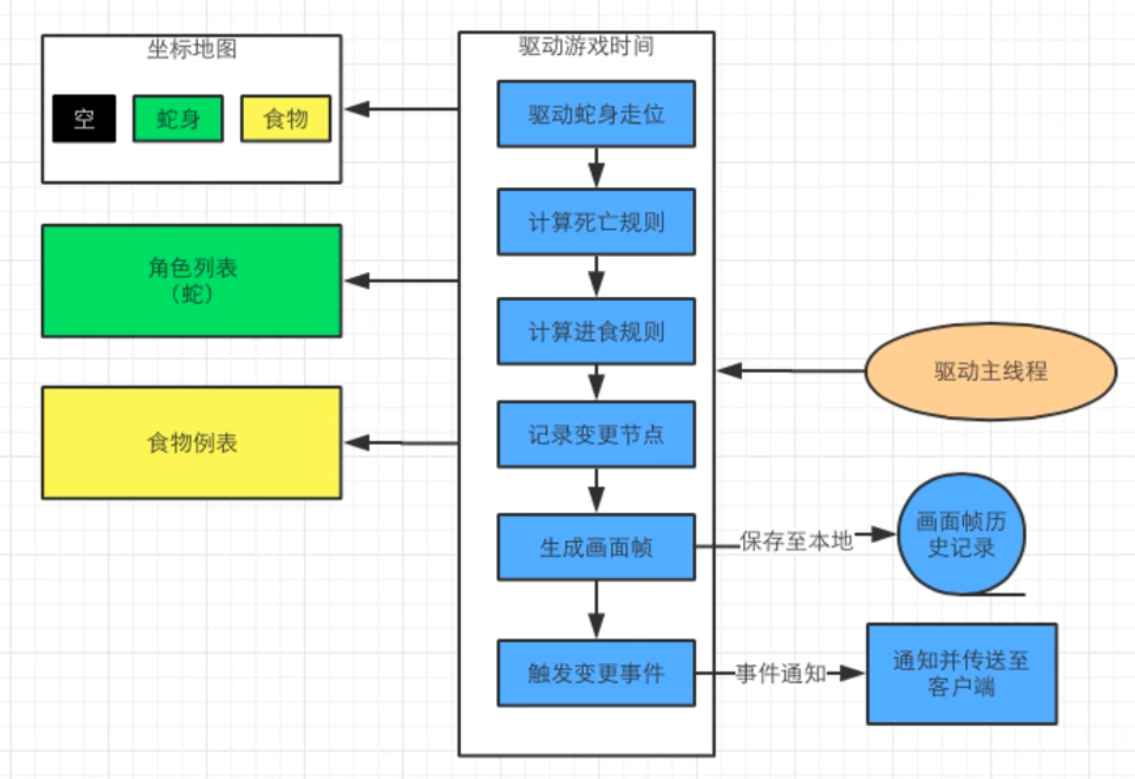 坐标地图
空
蛇身
食物
角色列表
（蛇）
食物例表
驱动游戏时间
驱动蛇身走位
计算死亡规则
计算进食规则
记录变更节点
生成画面帧
触发变更事件
驱动主线程
保存至本地
画面帧历
史记录
事件通知
通知并传送至
客户端